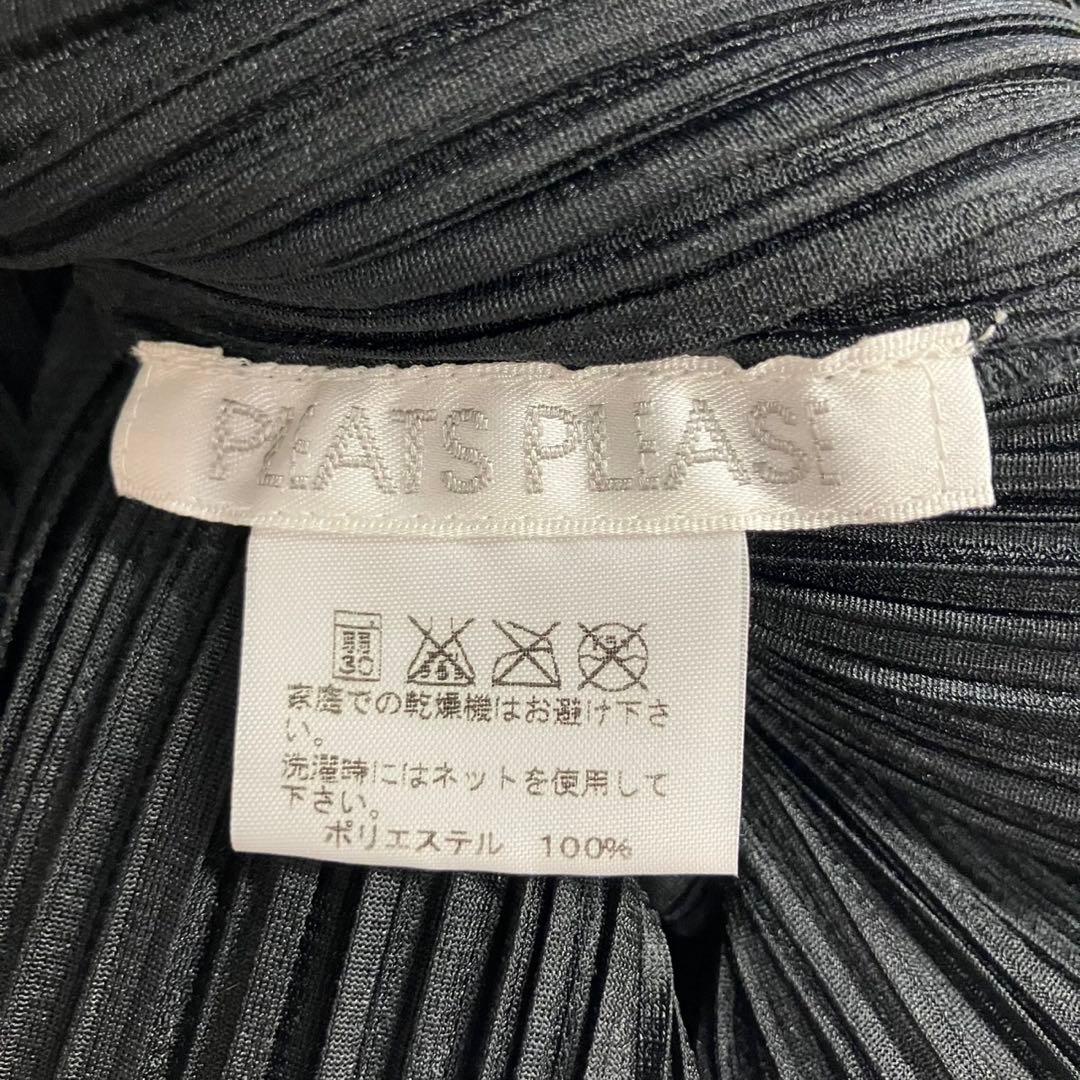 PLEATS PLEASE
家庭での乾燥機はお避け下さ
い。
洗濯時にはネットを使用して
下さい。
ポリエステル 100%